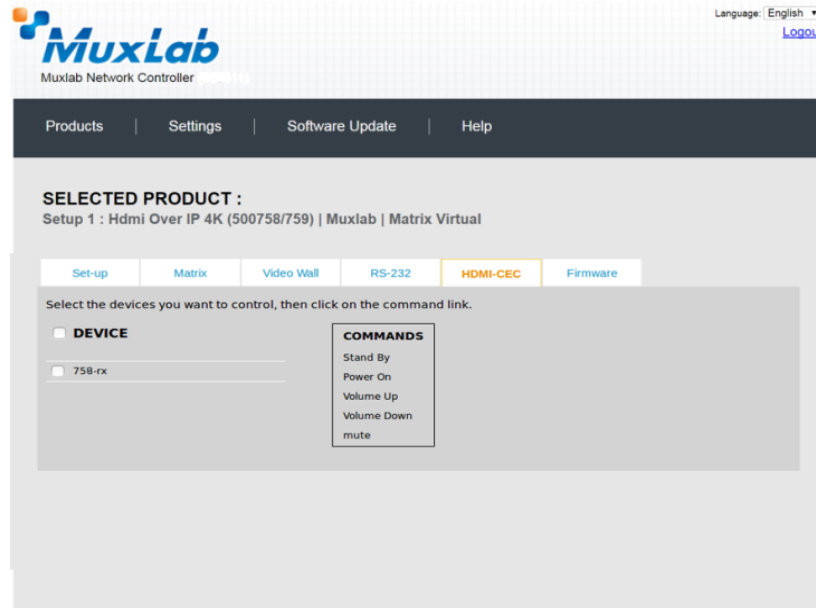 Language: English
Logou
MuxLab
Muxlab Network Controller
Products | Settings | Software Update | Help
SELECTED PRODUCT :
Setup 1 : Hdmi Over IP 4K (500758/759) | Muxlab | Matrix Virtual
Set-up Matrix Video Wall RS-232 HDMI-CEC Firmware
Select the devices you want to control, then click on the command link.
DEVICE
758-rx
COMMANDS
Stand By
Power On
Volume Up
Volume Down
mute